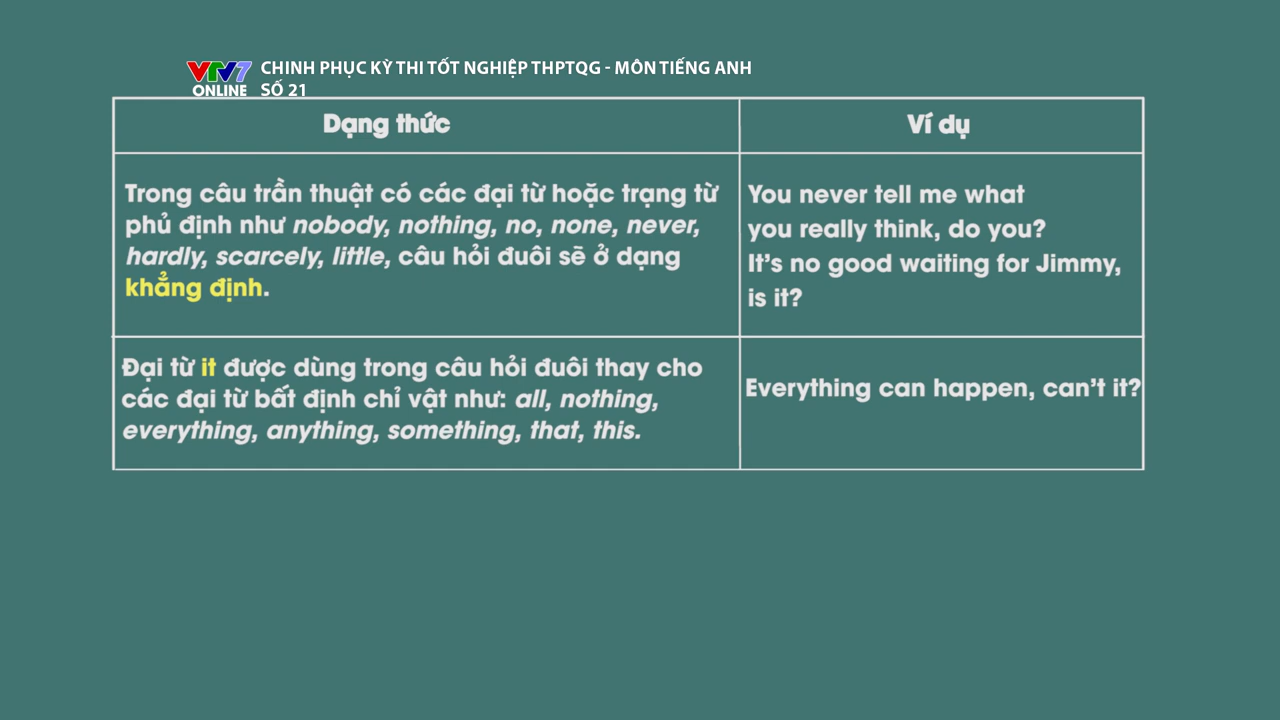 VTV7
ONLINE
CHINH PHỤC KỲ THI TỐT NGHIỆP THPTQG - MÔN TIẾNG ANH
SỐ 21
Dạng thức
Ví dụ
Trong câu trần thuật có các đại từ hoặc trạng từ
phủ định như nobody, nothing, no, none, never,
hardly, scarcely, little, câu hỏi đuôi sẽ ở dạng
khẳng định.
You never tell me what
you really think, do you?
It's no good waiting for Jimmy,
is it?
Đại từ it được dùng trong câu hỏi đuôi thay cho
các đại từ bất định chỉ vật như: all, nothing,
everything, anything, something, that, this.
Everything can happen, can't it?